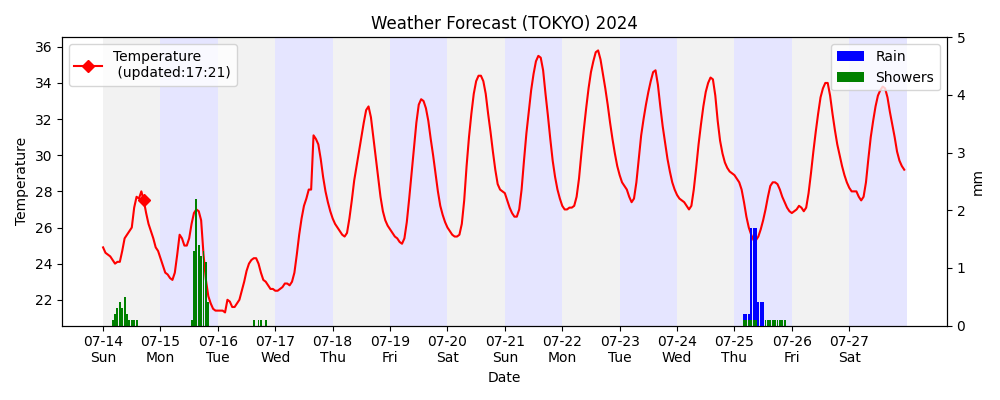 Weather Forecast (TOKYO) 2024
Temperature
(updated:17:21)
Rain
Showers
Temperature
36
34
32
30
28
26
24
22
5
4
3
2
1
0
mm
07-14 07-15 07-16 07-17 07-18 07-19 07-20 07-21 07-22 07-23 07-24 07-25 07-26 07-27
Sun Mon Tue Wed Thu Fri Sat Sun Mon Tue Wed Thu Fri Sat
Date